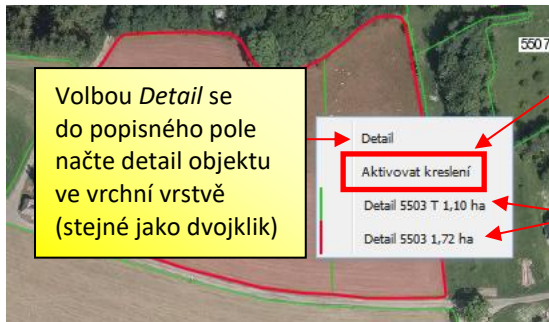 5507
Volbou Detail se
do popisného pole
načte detail objektu
ve vrchní vrstvě
(stejné jako dvojklik)
Detail
Aktivovat kreslení
Detail 5503 T 1,10 ha
Detail 5503 1,72 ha